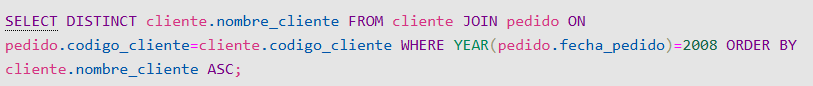 SELECT DISTINCT cliente.nombre_cliente FROM cliente JOIN pedido ON
pedido.codigo_cliente=cliente.codigo_cliente WHERE YEAR(pedido.fecha_pedido)=2008 ORDER BY
cliente.nombre_cliente ASC;